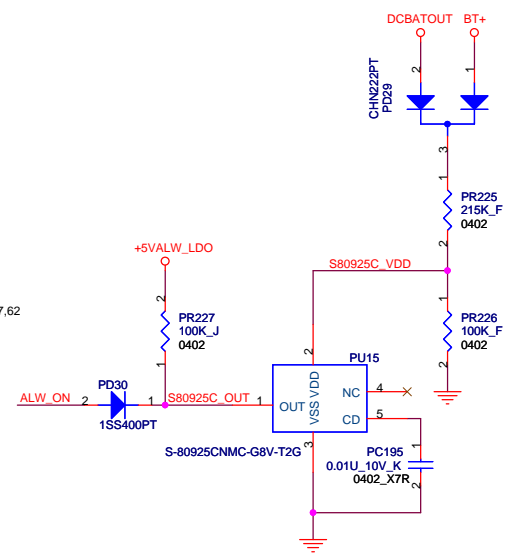 DCBATOUT BT+
2
1
CHN222PT
PD29
3
1
PR225
215K_F
0402
2
+5VALW_LDO
S80925C_VDD
7,62
2
PR227
100K_J
0402
1
1
PR226
100K_F
0402
2
2
PU15
PD30
ALW_ON 2
1 S80925C_OUT 1
1SS400PT
OUT
VSS VDD
NC 4
CD 5
S-80925CNMC-G8V-T2G
3
1
PC195
0.01U_10V_K
0402_X7R
2